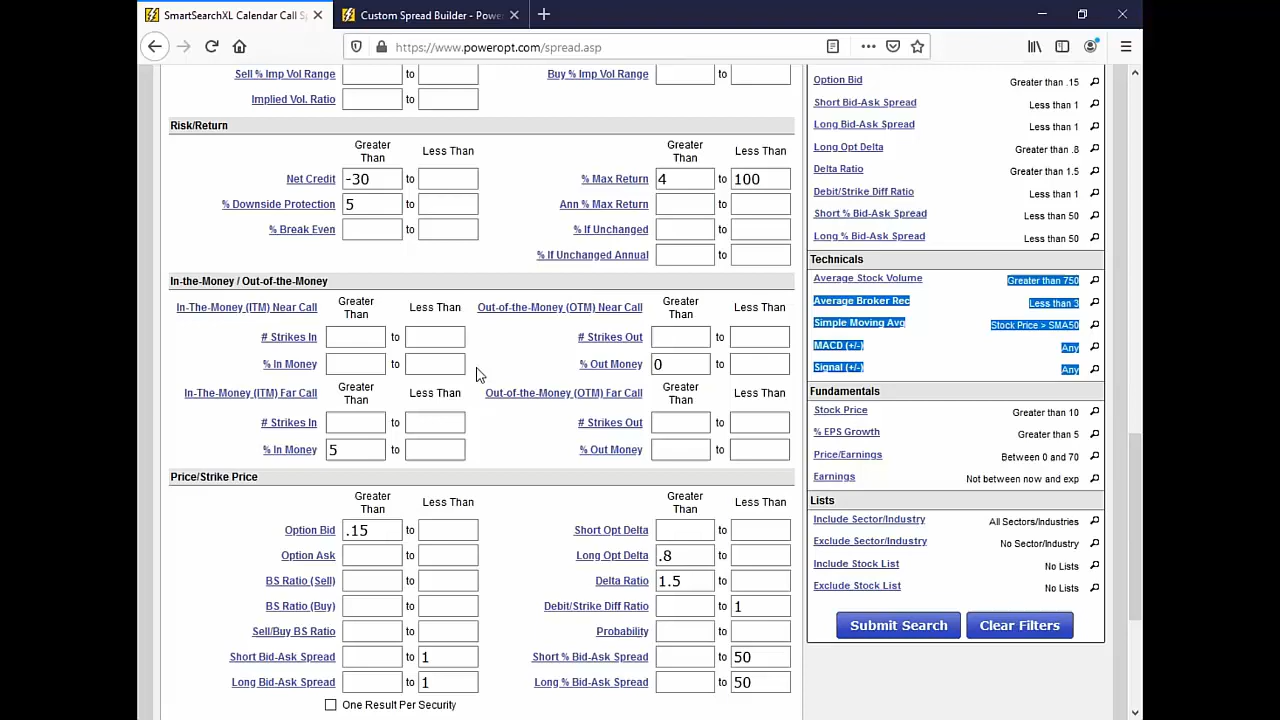 SmartSearchXL Calendar Call S
Custom Spread Builder - Power
https://www.poweropt.com/spread.asp
Sell % Imp Vol Range to Buy % Imp Vol Range to
Implied Vol. Ratio to
Risk/Return
Greater Than Less Than Greater Than Less Than
Net Credit -30 to % Max Return 4 to 100
% Downside Protection 5 to Ann % Max Return to
% Break Even to % If Unchanged to
% If Unchanged Annual to
In-the-Money / Out-of-the-Money
In-The-Money (ITM) Near Call Greater Than Less Than Out-of-the-Money (OTM) Near Call Greater Than Less Than
# Strikes In to # Strikes Out to
% In Money to % Out Money 0 to
In-The-Money (ITM) Far Call Greater Than Less Than Out-of-the-Money (OTM) Far Call Greater Than Less Than
# Strikes In to # Strikes Out to
% In Money 5 to % Out Money to
Price/Strike Price
Greater Than Less Than Greater Than Less Than
Option Bid .15 to Short Opt Delta to
Option Ask to Long Opt Delta .8 to
BS Ratio (Sell) to Delta Ratio 1.5 to
BS Ratio (Buy) to Debit/Strike Diff Ratio to 1
Sell/Buy BS Ratio to Probability to
Short Bid-Ask Spread to 1 Short % Bid-Ask Spread to 50
Long Bid-Ask Spread to 1 Long % Bid-Ask Spread to 50
One Result Per Security
Option Bid Greater than .15
Short Bid-Ask Spread Less than 1
Long Bid-Ask Spread Less than 1
Long Opt Delta Greater than .8
Delta Ratio Greater than 1.5
Debit/Strike Diff Ratio Less than 1
Short % Bid-Ask Spread Less than 50
Long % Bid-Ask Spread Less than 50
Technicals
Average Stock Volume Greater than 750
Average Broker Rec Less than 3
Simple Moving Avg Stock Price > SMA50
MACD (+/-) Any
Signal (+/-) Any
Fundamentals
Stock Price Greater than 10
% EPS Growth Greater than 5
Price/Earnings Between 0 and 70
Earnings Not between now and exp
Lists
Include Sector/Industry All Sectors/Industries
Exclude Sector/Industry No Sector/Industry
Include Stock List No Lists
Exclude Stock List No Lists
Submit Search Clear Filters